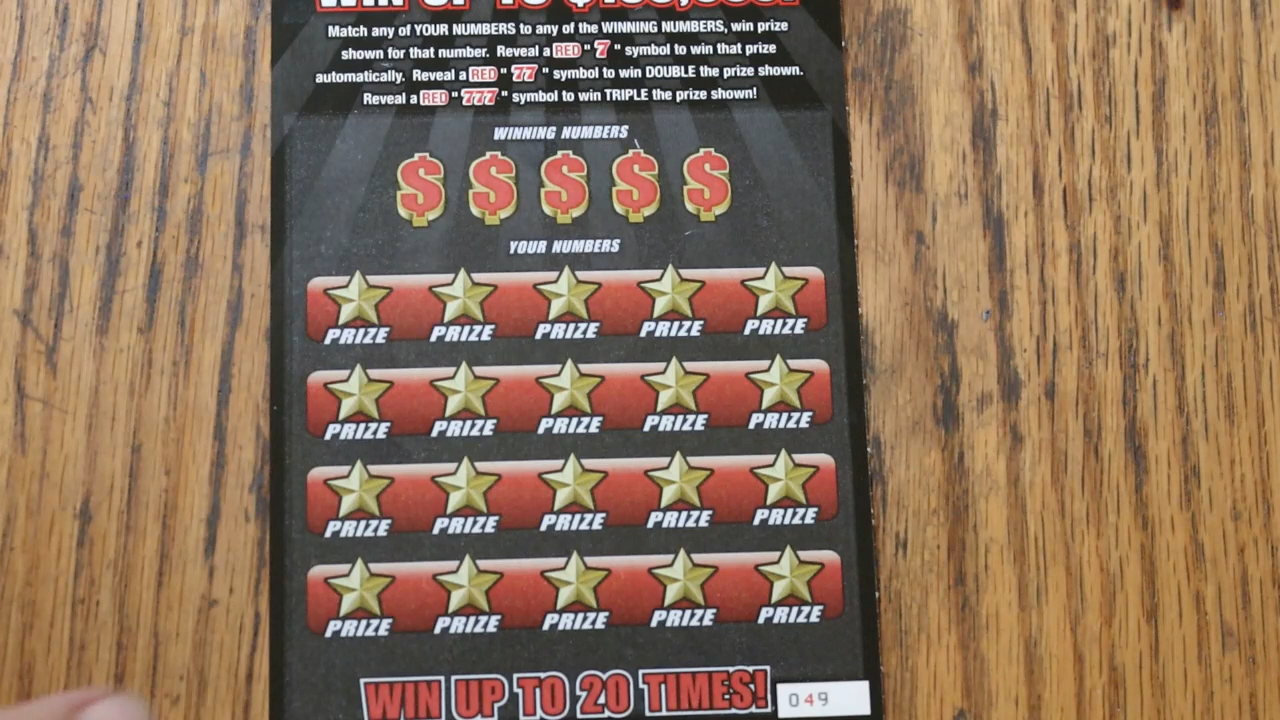 WIN UP TO
Match any of YOUR NUMBERS to any of the WINNING NUMBERS, win prize
shown for that number. Reveal a RED "7" symbol to win that prize
automatically. Reveal a RED "77" symbol to win DOUBLE the prize shown.
Reveal a RED "777" symbol to win TRIPLE the prize shown!
WINNING NUMBERS
$ $ $ $ $
YOUR NUMBERS
PRIZE PRIZE PRIZE PRIZE PRIZE
PRIZE PRIZE PRIZE PRIZE PRIZE
PRIZE PRIZE PRIZE PRIZE PRIZE
PRIZE PRIZE PRIZE PRIZE PRIZE
WIN UP TO 20 TIMES! 049